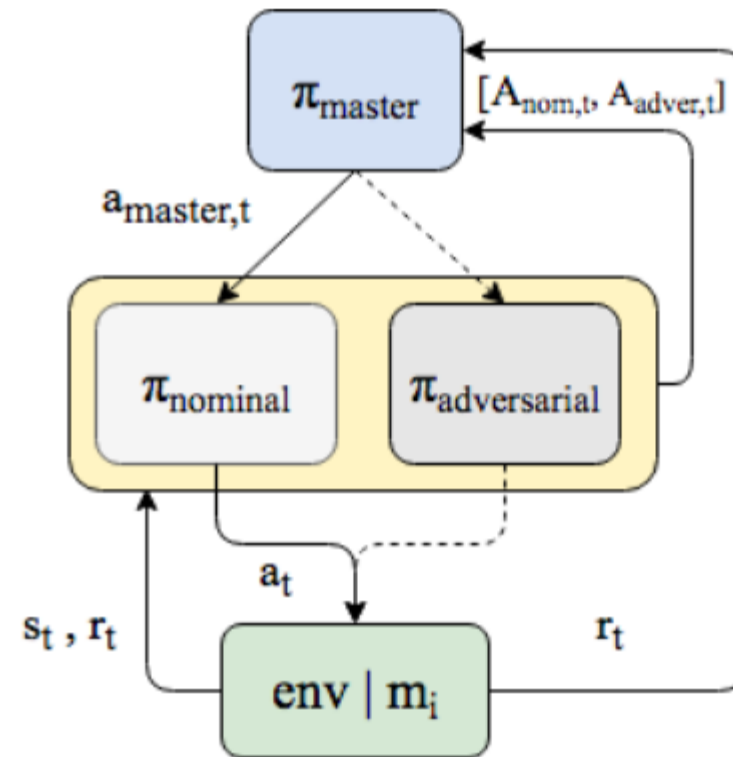 π_master
[A_nom,t, A_adver,t]
a_master,t
π_nominal
π_adversarial
a_t
s_t , r_t
r_t
env | m_i